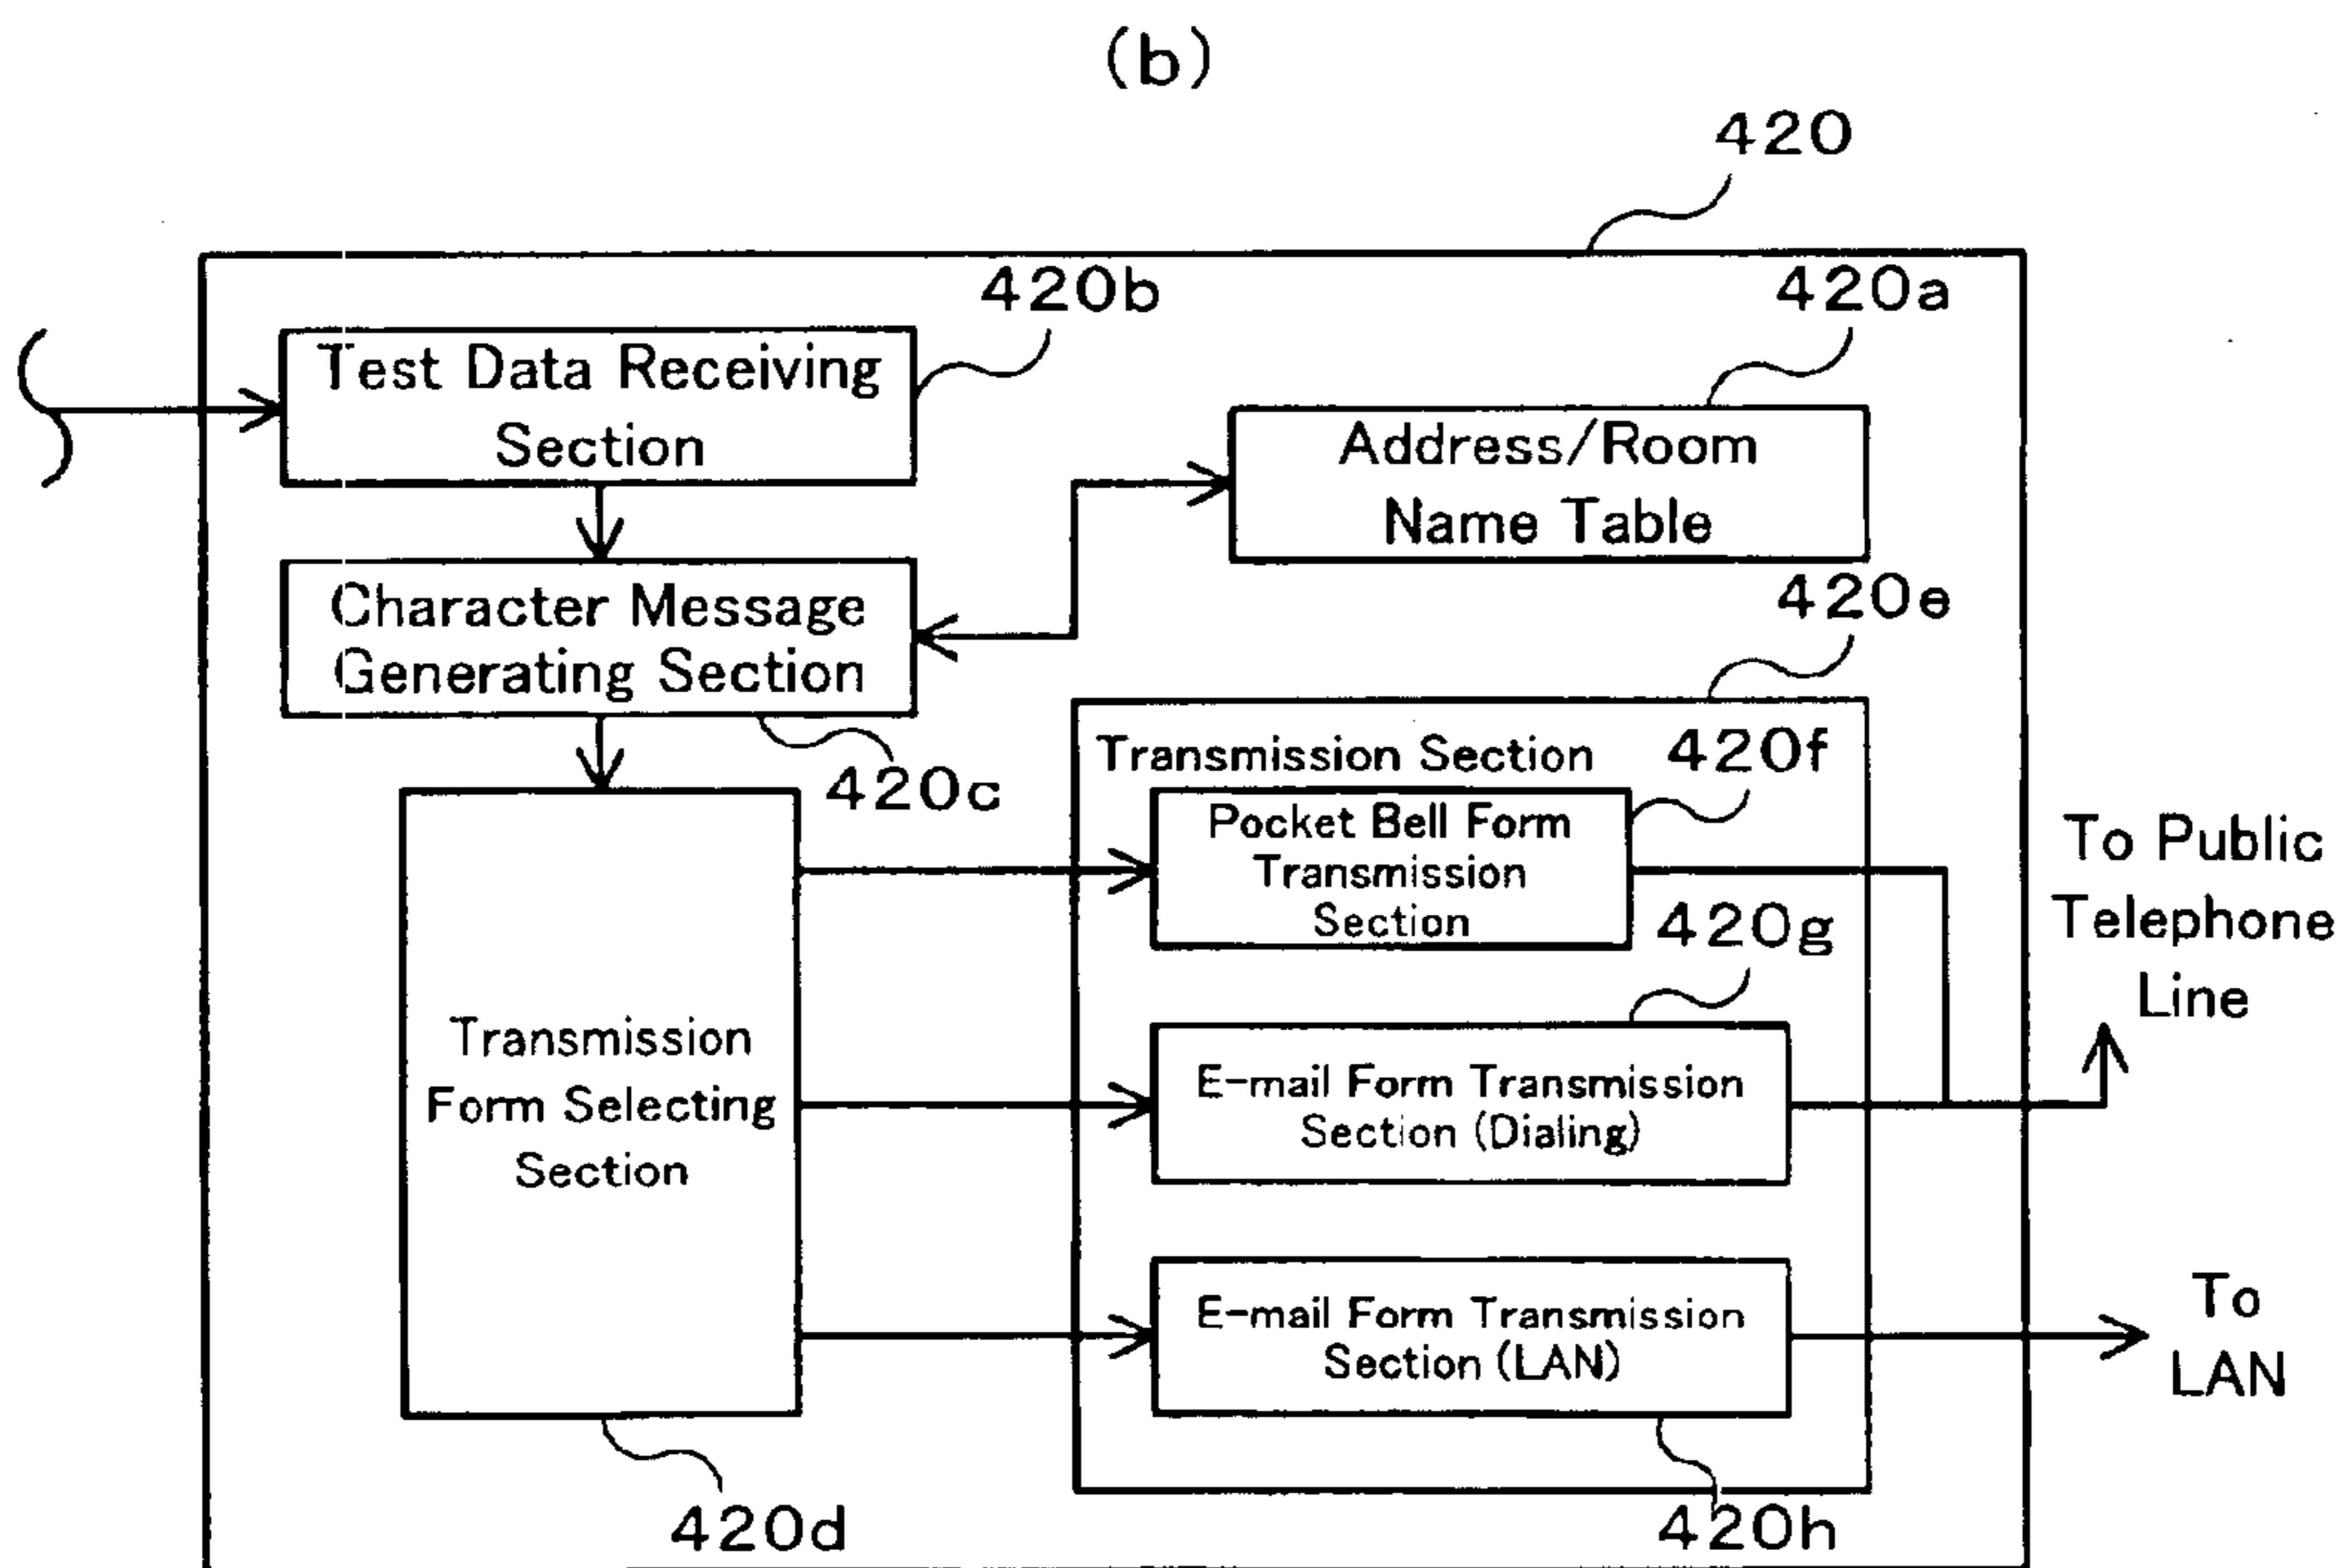 (b)
420
420b
420a
Test Data Receiving
Section
Address/Room
Name Table
Character Message
Generating Section
420e
420c
Transmission Section
420f
Pocket Bell Form
Transmission
Section
420g
To Public
Telephone
Line
Transmission
Form Selecting
Section
E-mail Form Transmission
Section (Dialing)
E-mail Form Transmission
Section (LAN)
To
LAN
420d
420h